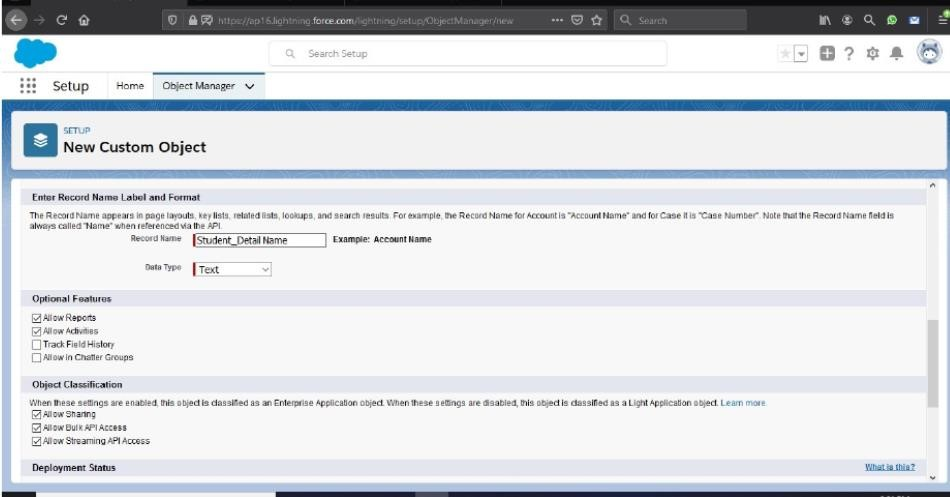 https://ap16.lightning.force.com/lightning/setup/ObjectManager/new
Search
Search Setup
Setup
Home
Object Manager
SETUP
New Custom Object
Enter Record Name Label and Format
The Record Name appears in page layouts, key lists, related lists, lookups, and search results. For example, the Record Name for Account is "Account Name" and for Case it is "Case Number". Note that the Record Name field is
always called "Name" when referenced via the API.
Record Name Student_Detail Name Example: Account Name
Data Type Text
Optional Features
Allow Reports
Allow Activities
Track Field History
Allow in Chatter Groups
Object Classification
When these settings are enabled, this object is classified as an Enterprise Application object. When these settings are disabled, this object is classified as a Light Application object. Learn more.
Allow Sharing
Allow Bulk API Access
Allow Streaming API Access
Deployment Status What is this?